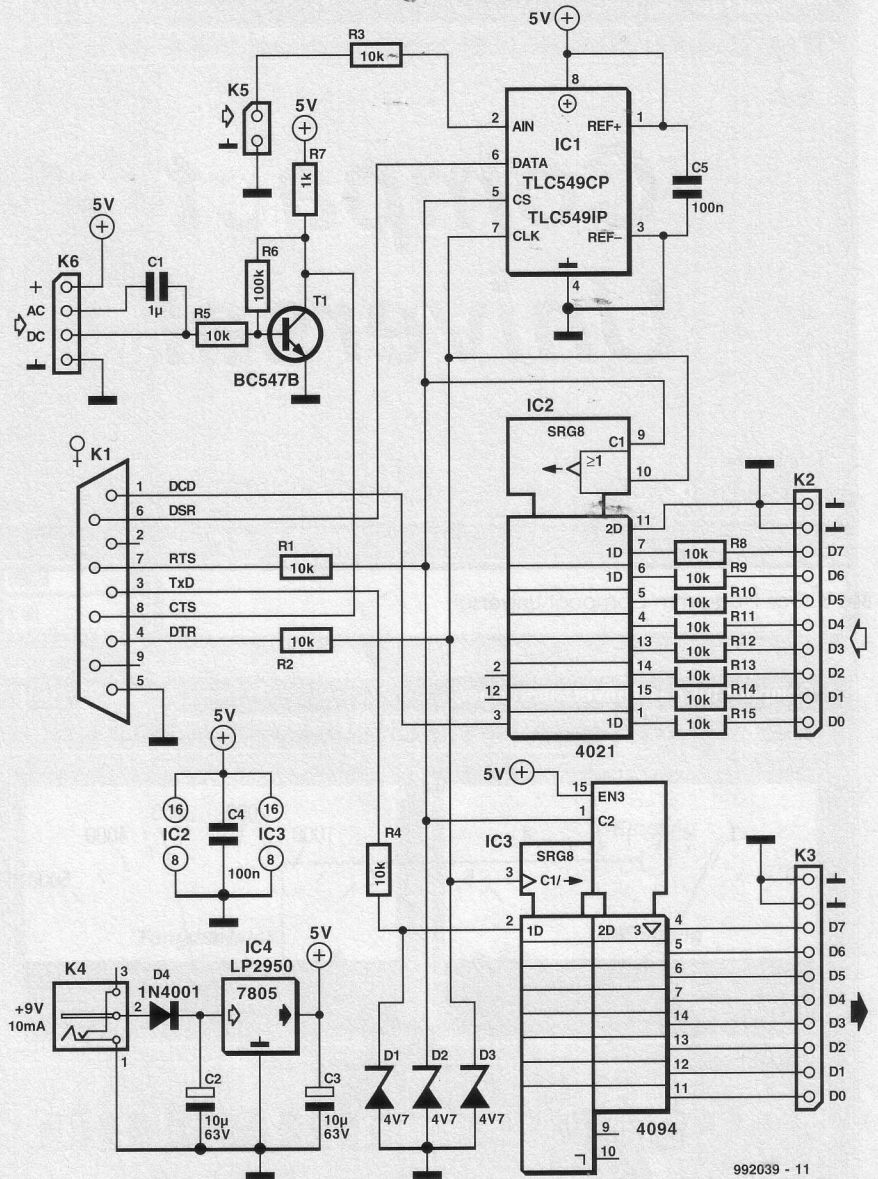 5V
R3
10k
K5
5V
8
2
AIN
REF+
1
IC1
R7
1k
6
DATA
TLC549CP
5
CS
TLC549IP
7
CLK
REF–
3
4
C5
100n
5V
K6
+
AC
DC
C1
1µ
R6
100k
R5
10k
T1
BC547B
IC2
SRG8
C1
9
≥1
10
K1
1
DCD
6
DSR
2
7
RTS
3
TxD
8
CTS
4
DTR
9
5
R1
10k
R2
10k
2D
11
1D
7
1D
6
5
4
13
2
14
12
15
3
1D
1
4021
K2
R8
10k
D7
R9
10k
D6
R10
10k
D5
R11
10k
D4
R12
10k
D3
R13
10k
D2
R14
10k
D1
R15
10k
D0
5V
16
16
IC2
C4
IC3
8
8
100n
R4
10k
5V
15
EN3
1
C2
IC3
SRG8
3
C1/
2
1D
2D
3
4
5
6
7
14
13
12
11
9
10
4094
K3
D7
D6
D5
D4
D3
D2
D1
D0
K4
3
+9V
10mA
2
1
D4
1N4001
IC4
LP2950
7805
5V
C2
10µ
63V
C3
10µ
63V
D1
4V7
D2
4V7
D3
4V7
992039 - 11